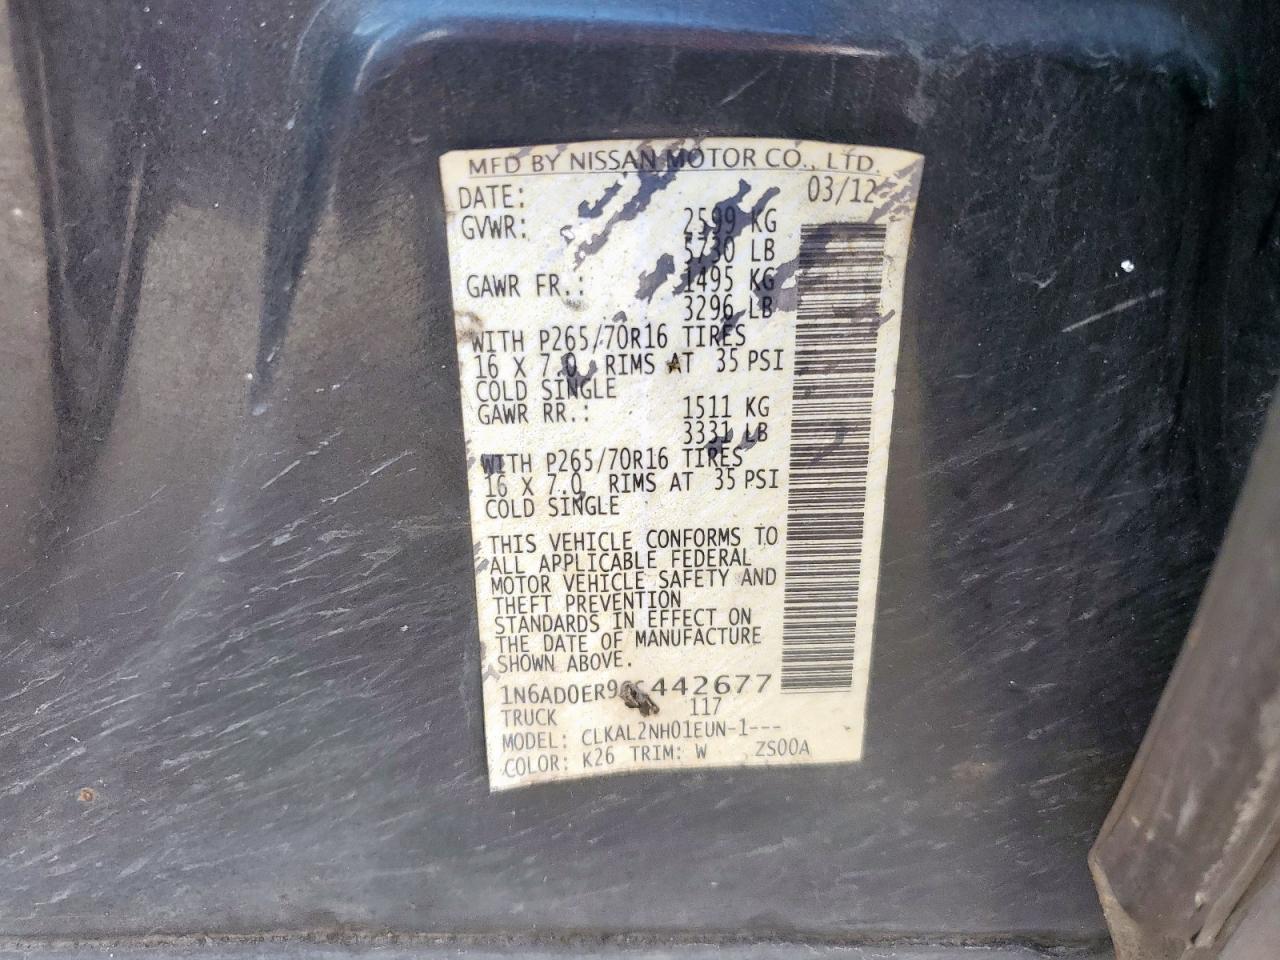 MFD BY NISSAN MOTOR CO., LTD.
DATE: 03/12
GVWR: 2599 KG
5730 LB
GAWR FR.: 1495 KG
3296 LB
WITH P265/70R16 TIRES
16 X 7.0 RIMS AT 35 PSI
COLD SINGLE
GAWR RR.: 1511 KG
3331 LB
WITH P265/70R16 TIRES
16 X 7.0 RIMS AT 35 PSI
COLD SINGLE
THIS VEHICLE CONFORMS TO
ALL APPLICABLE FEDERAL
MOTOR VEHICLE SAFETY AND
THEFT PREVENTION
STANDARDS IN EFFECT ON
THE DATE OF MANUFACTURE
SHOWN ABOVE.
TRUCK 117
MODEL: CLKAL2NH01EUN-1---
COLOR: K26 TRIM: W ZS00A